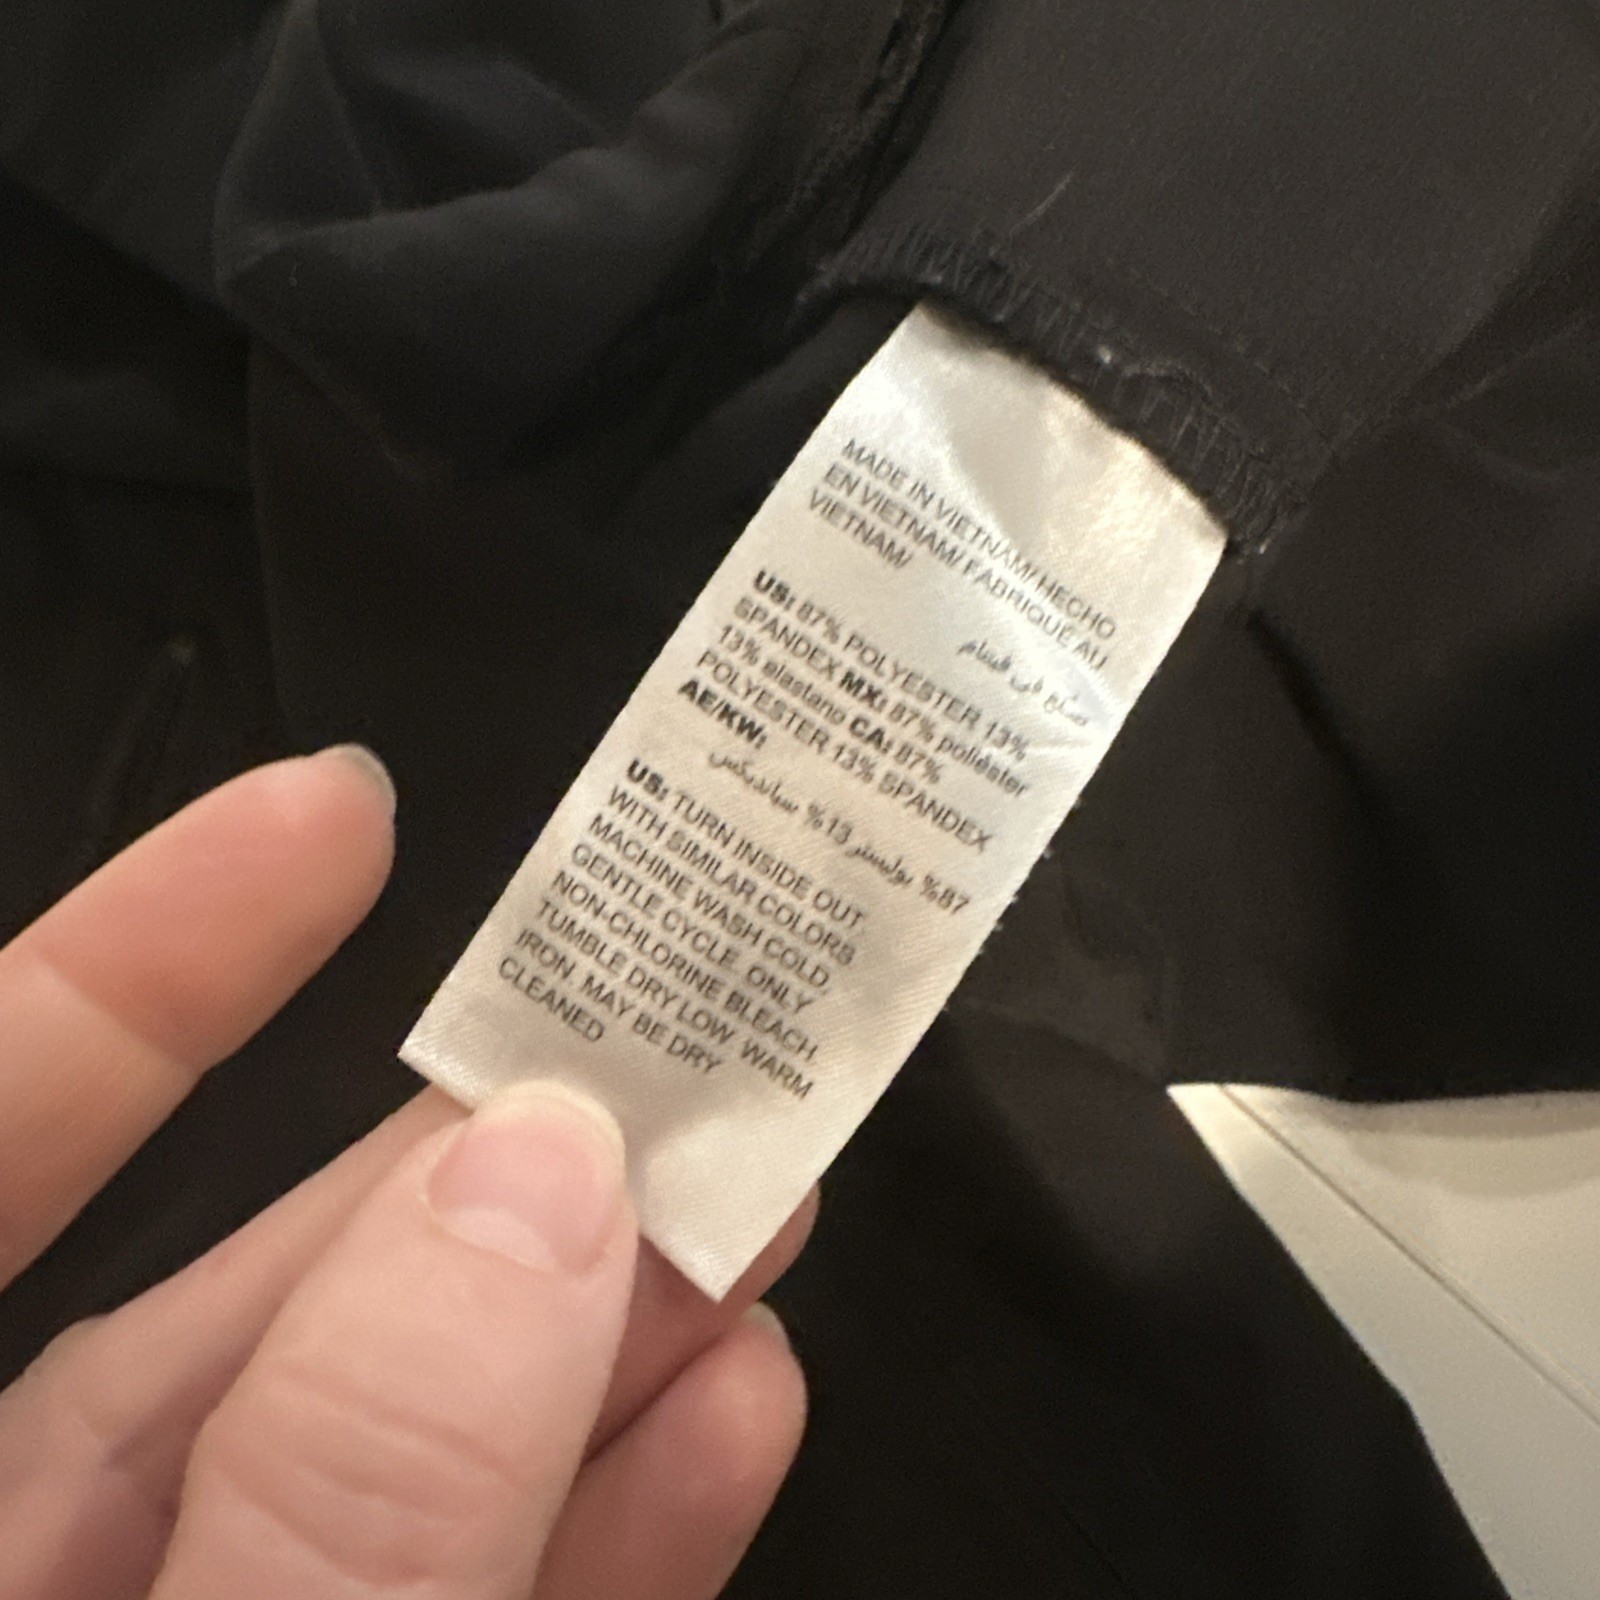 MADE IN VIETNAM/ HECHO
EN VIETNAM/ FABRIQUÉ AU
VIETNAM/
صنع في فيتنام
US: 87% POLYESTER 13%
SPANDEX MX: 87% poliéster
13% elastano CA: 87%
POLYESTER 13% SPANDEX
AE/KW:
87% بوليستر 13% سباندیکس
US: TURN INSIDE OUT
WITH SIMILAR COLORS
MACHINE WASH COLD,
GENTLE CYCLE. ONLY
NON-CHLORINE BLEACH.
TUMBLE DRY LOW. WARM
IRON. MAY BE DRY
CLEANED